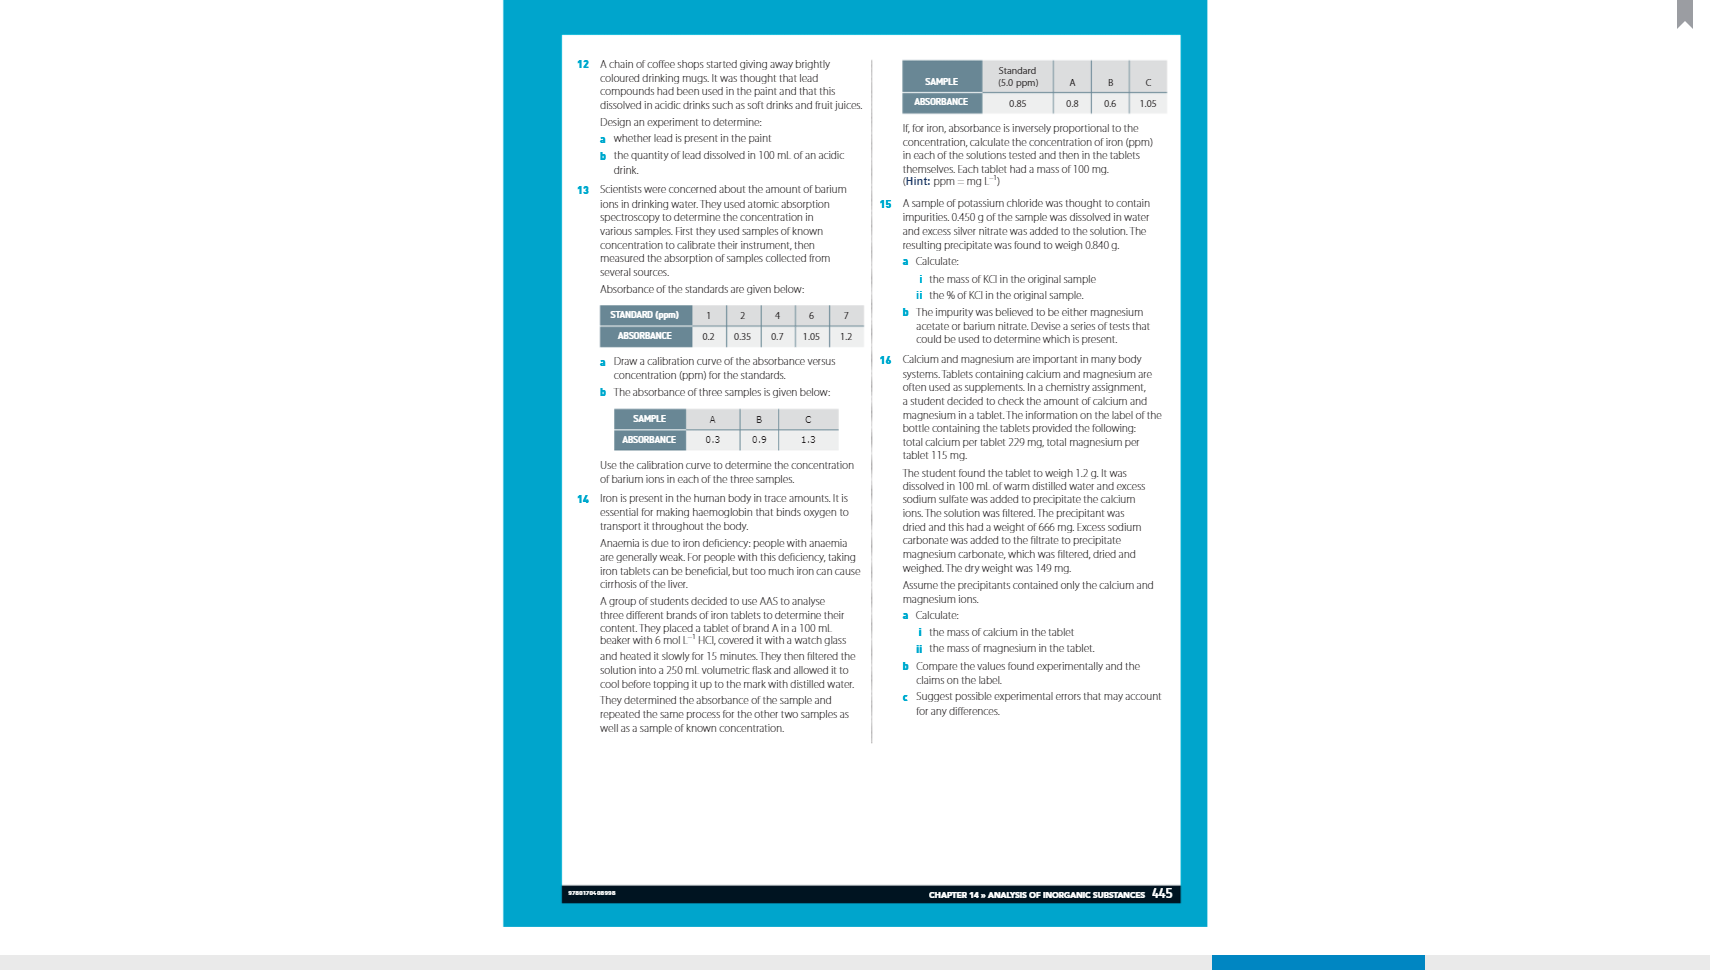 12 A chain of coffee shops started giving away brightly
coloured drinking mugs. It was thought that lead
compounds had been used in the paint and that this
dissolved in acidic drinks such as soft drinks and fruit juices.
Design an experiment to determine:
a whether lead is present in the paint
b the quantity of lead dissolved in 100 mL of an acidic
drink.
13 Scientists were concerned about the amount of barium
ions in drinking water. They used atomic absorption
spectroscopy to determine the concentration in
various samples. First they used samples of known
concentration to calibrate their instrument, then
measured the absorption of samples collected from
several sources.
Absorbance of the standards are given below:
STANDARD (ppm) 1 2 4 6 7
ABSORBANCE 0.2 0.35 0.7 1.05 1.2
a Draw a calibration curve of the absorbance versus
concentration (ppm) for the standards.
b The absorbance of three samples is given below:
SAMPLE A B C
ABSORBANCE 0.3 0.9 1.3
Use the calibration curve to determine the concentration
of barium ions in each of the three samples.
14 Iron is present in the human body in trace amounts. It is
essential for making haemoglobin that binds oxygen to
transport it throughout the body.
Anaemia is due to iron deficiency: people with anaemia
are generally weak. For people with this deficiency, taking
iron tablets can be beneficial, but too much iron can cause
cirrhosis of the liver.
A group of students decided to use AAS to analyse
three different brands of iron tablets to determine their
content. They placed a tablet of brand A in a 100 mL
beaker with 6 mol L⁻¹ HCl, covered it with a watch glass
and heated it slowly for 15 minutes. They then filtered the
solution into a 250 mL volumetric flask and allowed it to
cool before topping it up to the mark with distilled water.
They determined the absorbance of the sample and
repeated the same process for the other two samples as
well as a sample of known concentration.
SAMPLE Standard (5.0 ppm) A B C
ABSORBANCE 0.85 0.8 0.6 1.05
If, for iron, absorbance is inversely proportional to the
concentration, calculate the concentration of iron (ppm)
in each of the solutions tested and then in the tablets
themselves. Each tablet had a mass of 100 mg.
(Hint: ppm = mg L⁻¹)
15 A sample of potassium chloride was thought to contain
impurities. 0.450 g of the sample was dissolved in water
and excess silver nitrate was added to the solution. The
resulting precipitate was found to weigh 0.840 g.
a Calculate:
i the mass of KCl in the original sample
ii the % of KCl in the original sample.
b The impurity was believed to be either magnesium
acetate or barium nitrate. Devise a series of tests that
could be used to determine which is present.
16 Calcium and magnesium are important in many body
systems. Tablets containing calcium and magnesium are
often used as supplements. In a chemistry assignment,
a student decided to check the amount of calcium and
magnesium in a tablet. The information on the label of the
bottle containing the tablets provided the following:
total calcium per tablet 229 mg, total magnesium per
tablet 115 mg.
The student found the tablet to weigh 1.2 g. It was
dissolved in 100 mL of warm distilled water and excess
sodium sulfate was added to precipitate the calcium
ions. The solution was filtered. The precipitant was
dried and this had a weight of 666 mg. Excess sodium
carbonate was added to the filtrate to precipitate
magnesium carbonate, which was filtered, dried and
weighed. The dry weight was 149 mg.
Assume the precipitants contained only the calcium and
magnesium ions.
a Calculate:
i the mass of calcium in the tablet
ii the mass of magnesium in the tablet.
b Compare the values found experimentally and the
claims on the label.
c Suggest possible experimental errors that may account
for any differences.
9780170408998
CHAPTER 14 » ANALYSIS OF INORGANIC SUBSTANCES 445